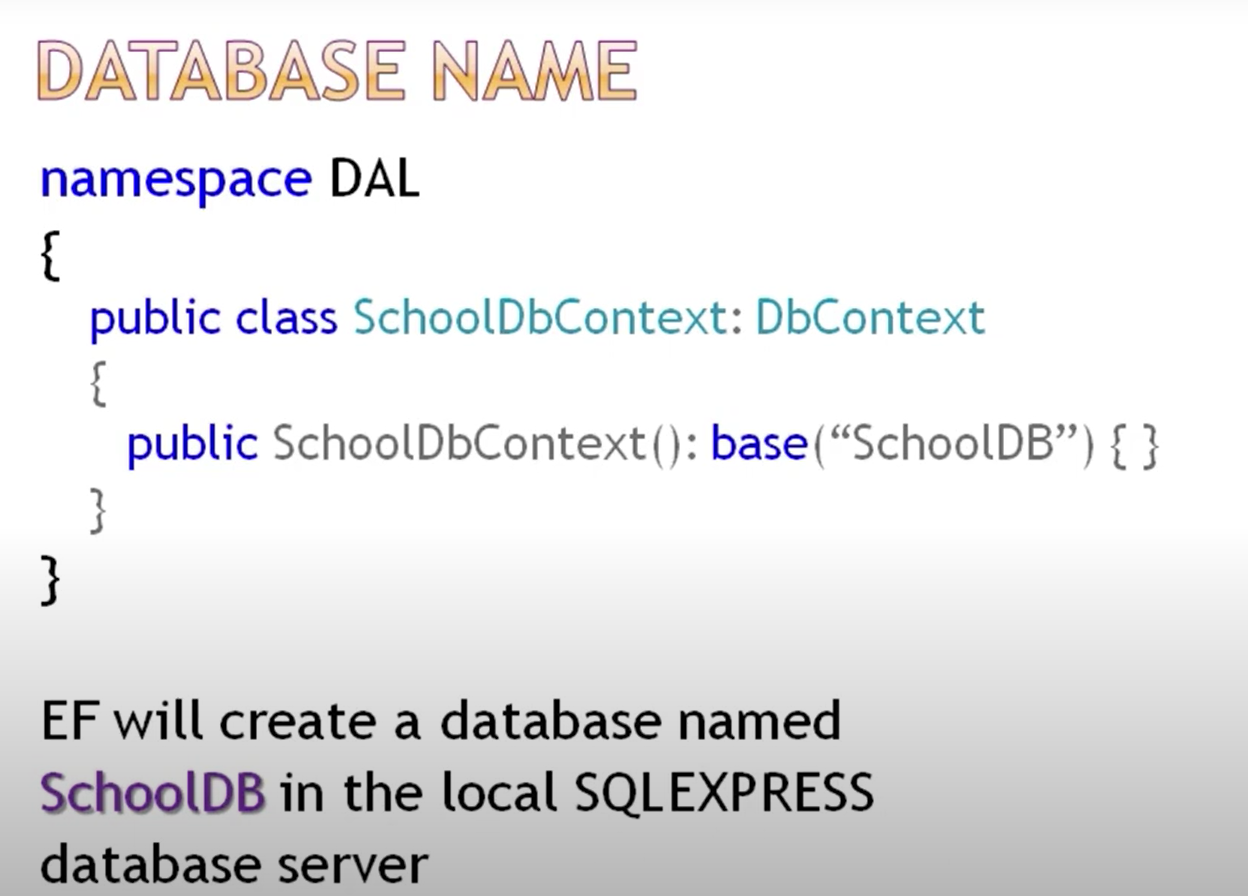 DATABASE NAME
namespace DAL
{
public class SchoolDbContext: DbContext
{
public SchoolDbContext(): base(“SchoolDB”) { }
}
}
EF will create a database named
SchoolDB in the local SQLEXPRESS
database server